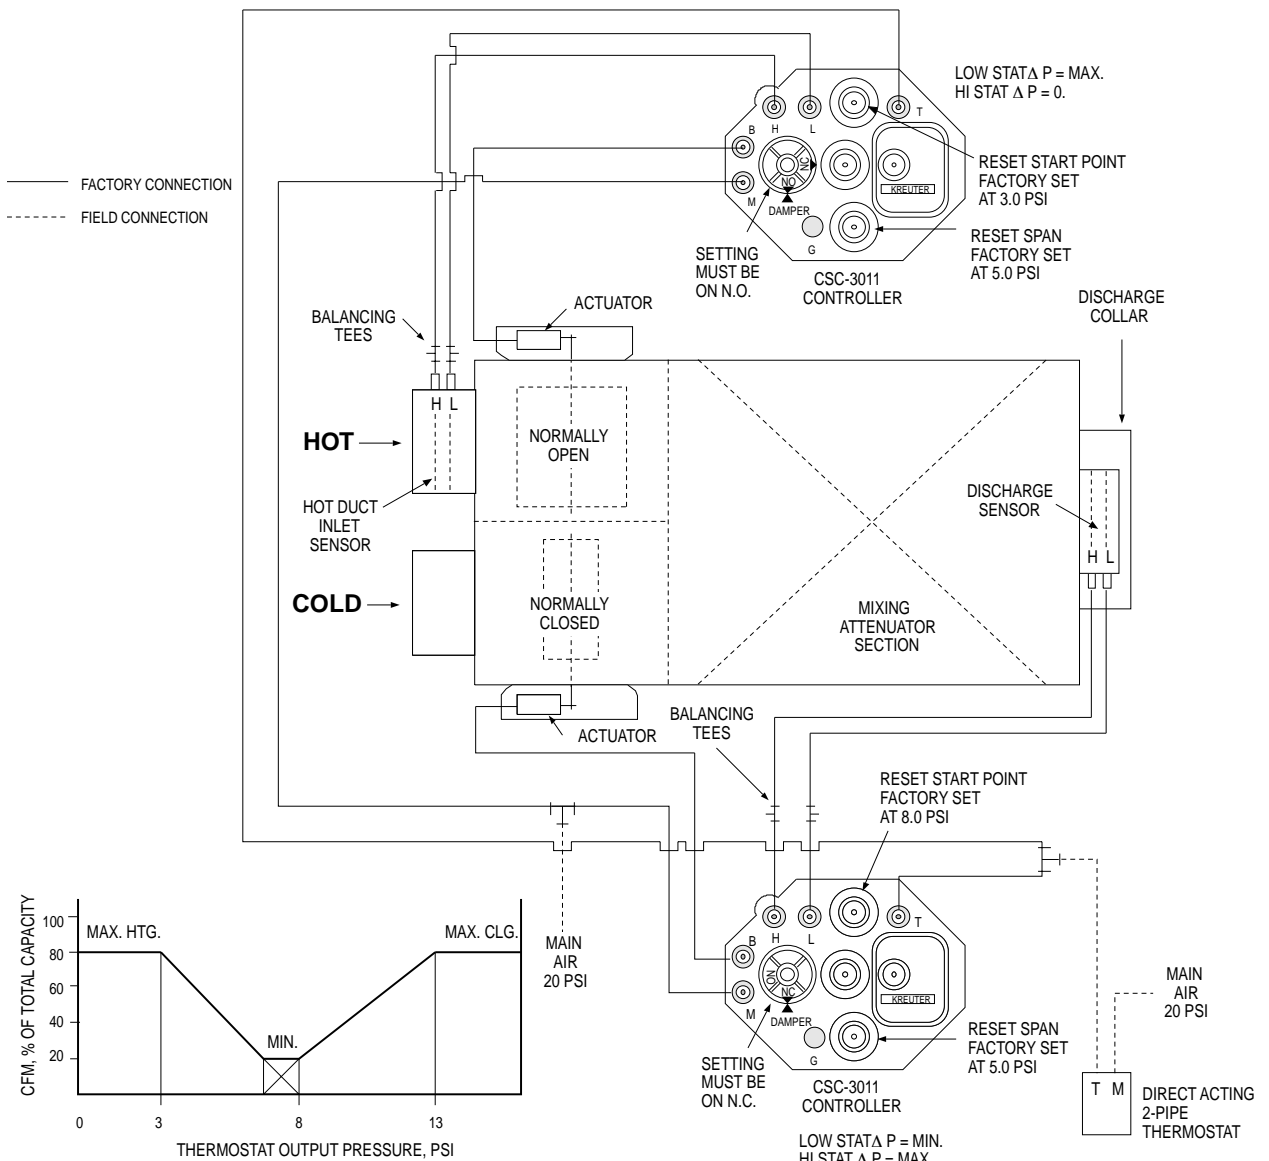 LOW STAT Δ P = MAX.
HI STAT Δ P = 0.
T
B
H
L
NC
NO
M
DAMPER
G
KREUTER
RESET START POINT
FACTORY SET
AT 3.0 PSI
RESET SPAN
FACTORY SET
AT 5.0 PSI
SETTING
MUST BE
ON N.O.
CSC-3011
CONTROLLER
FACTORY CONNECTION
FIELD CONNECTION
ACTUATOR
BALANCING
TEES
DISCHARGE
COLLAR
H L
HOT
NORMALLY
OPEN
HOT DUCT
INLET
SENSOR
DISCHARGE
SENSOR
H L
COLD
NORMALLY
CLOSED
MIXING
ATTENUATOR
SECTION
ACTUATOR
BALANCING
TEES
RESET START POINT
FACTORY SET
AT 8.0 PSI
MAIN
AIR
20 PSI
T
B
H
L
NO
NC
M
DAMPER
G
KREUTER
RESET SPAN
FACTORY SET
AT 5.0 PSI
SETTING
MUST BE
ON N.C.
CSC-3011
CONTROLLER
LOW STAT Δ P = MIN.
HI STAT Δ P = MAX.
MAIN
AIR
20 PSI
T M
DIRECT ACTING
2-PIPE
THERMOSTAT
CFM, % OF TOTAL CAPACITY
100
80
60
40
20
MAX. HTG.
MAX. CLG.
MIN.
0 3 8 13
THERMOSTAT OUTPUT PRESSURE, PSI